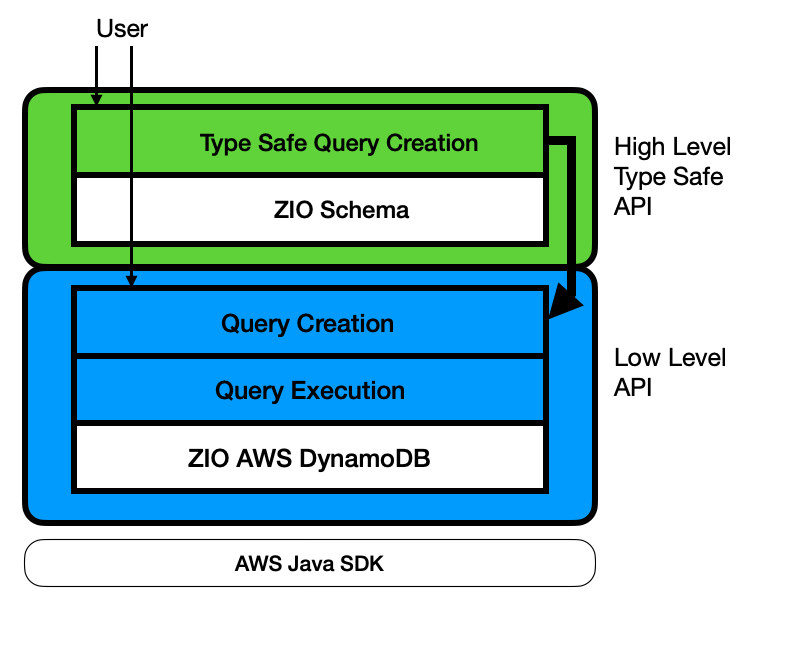 User
Type Safe Query Creation
ZIO Schema
High Level
Type Safe
API
Query Creation
Query Execution
ZIO AWS DynamoDB
Low Level
API
AWS Java SDK